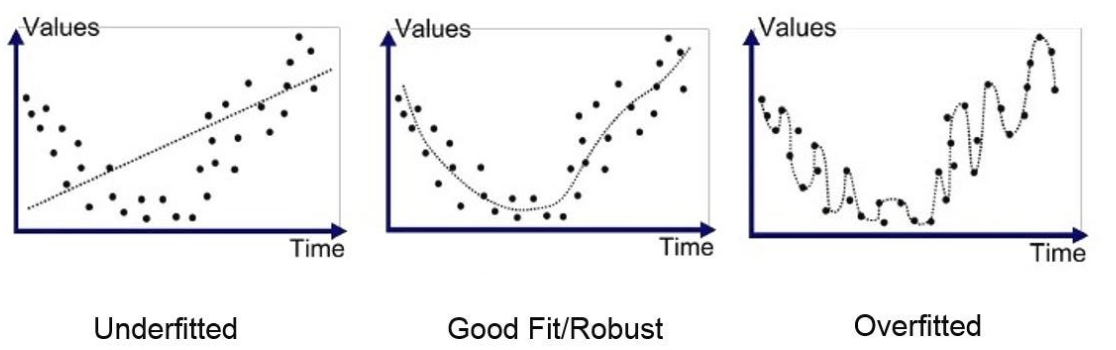 Values
Time
Underfitted
Values
Time
Good Fit/Robust
Values
Time
Overfitted